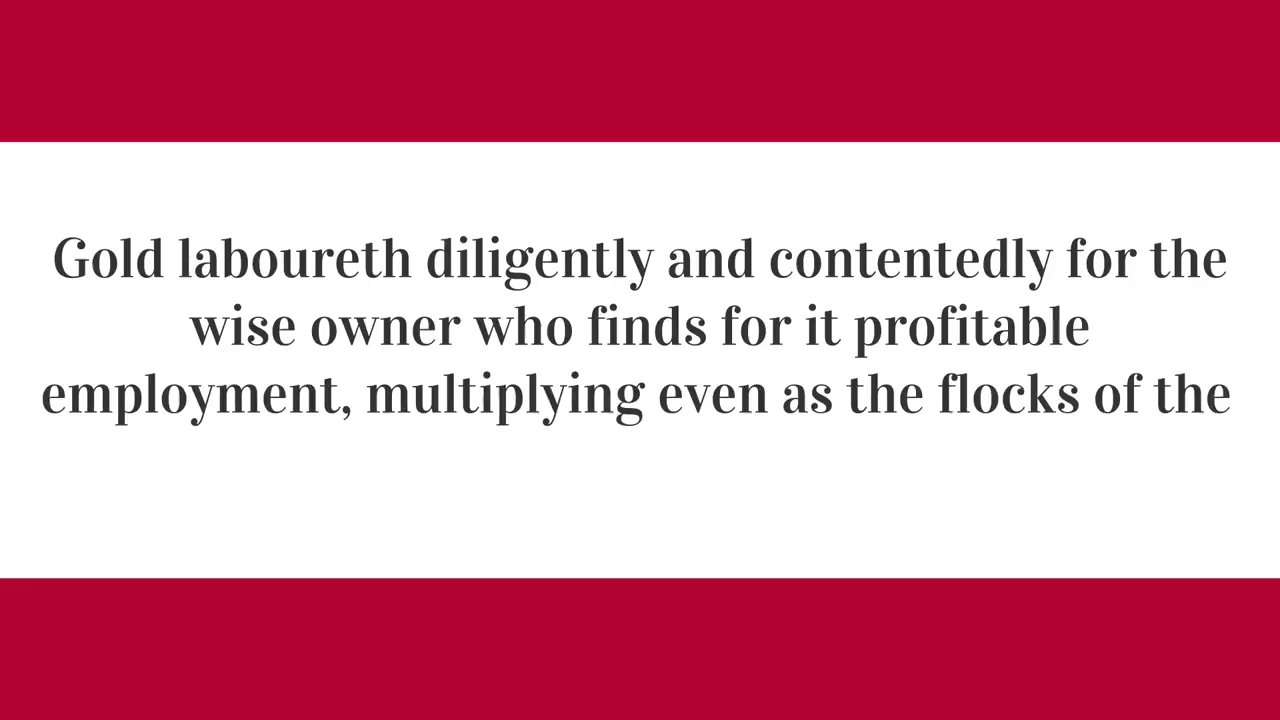 Gold laboureth diligently and contentedly for the
wise owner who finds for it profitable
employment, multiplying even as the flocks of the